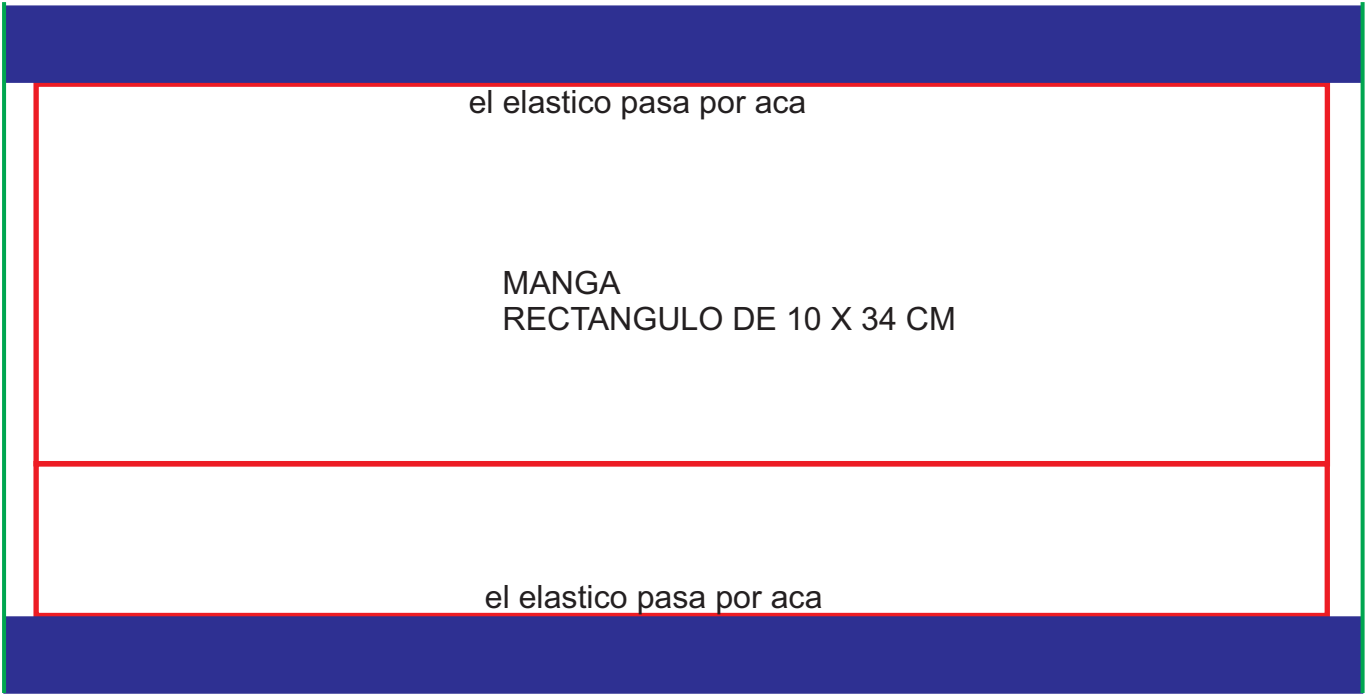 el elastico pasa por aca
MANGA
RECTANGULO DE 10 X 34 CM
el elastico pasa por aca